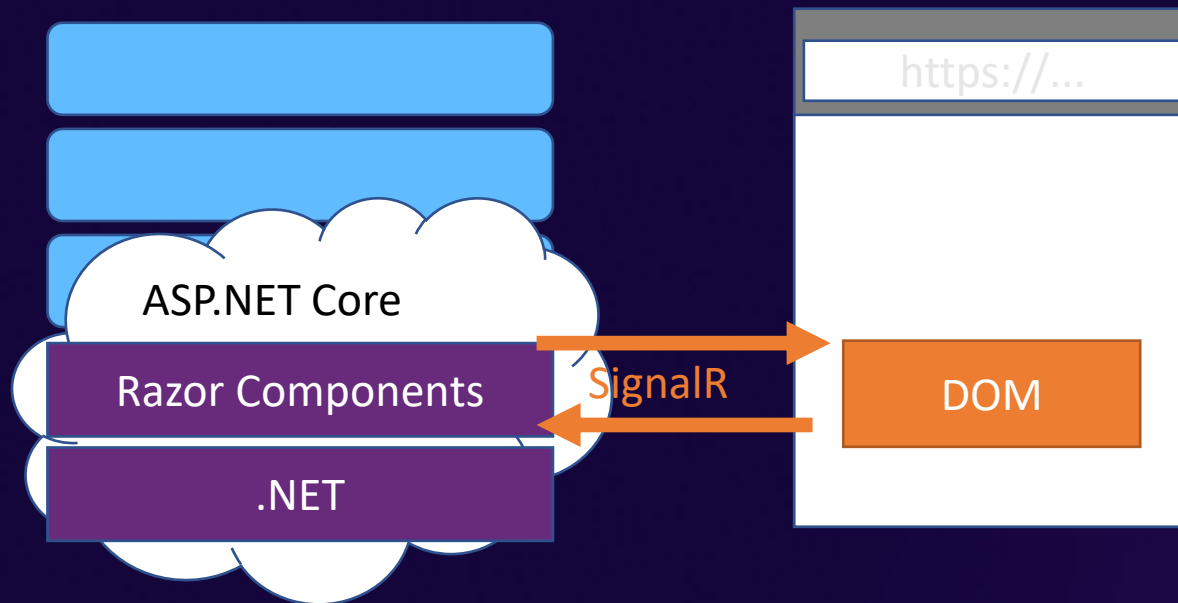 https://...
ASP.NET Core
Razor Components
SignalR
DOM
.NET